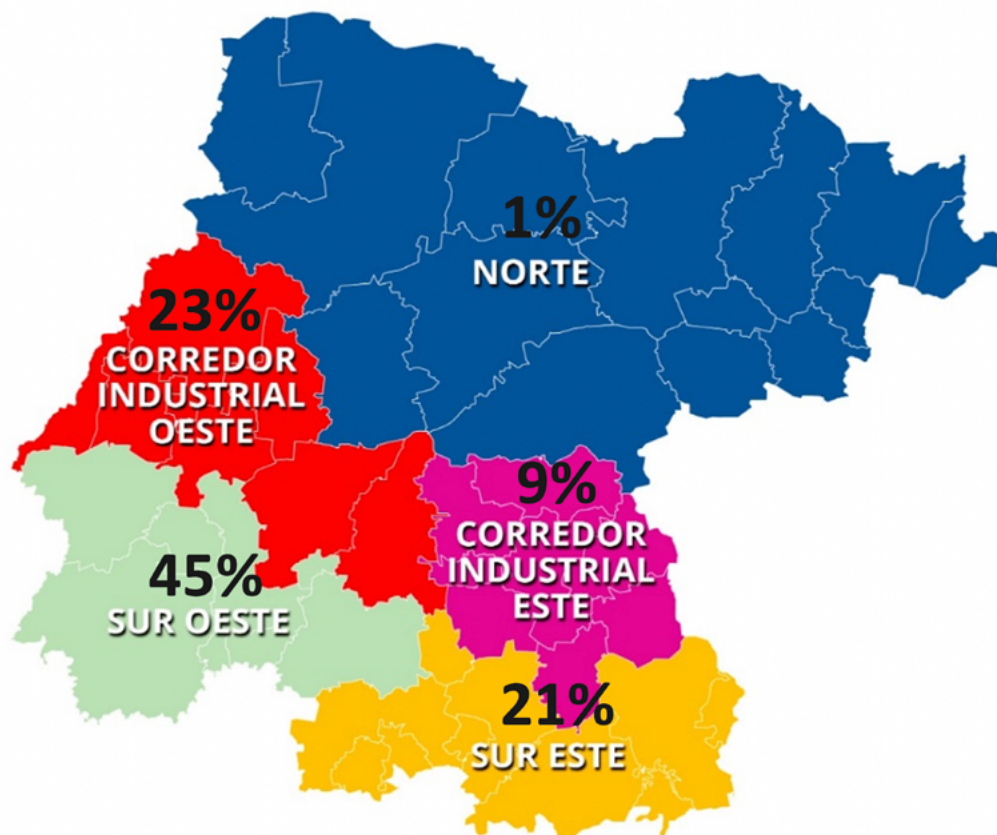 1%
NORTE
23%
CORREDOR
INDUSTRIAL
OESTE
9%
CORREDOR
INDUSTRIAL
ESTE
45%
SUR OESTE
21%
SUR ESTE